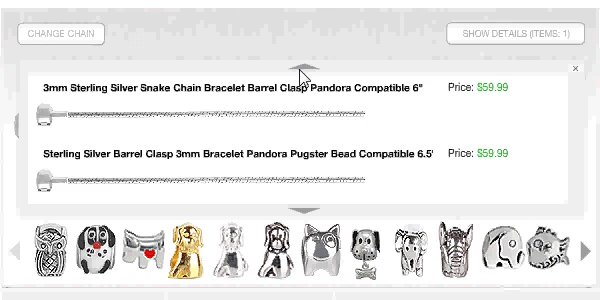 CHANGE CHAIN
SHOW DETAILS (ITEMS: 1)
3mm Sterling Silver Snake Chain Bracelet Barrel Clasp Pandora Compatible 6"
Price: $59.99
Sterling Silver Barrel Clasp 3mm Bracelet Pandora Pugster Bead Compatible 6.5'
Price: $59.99